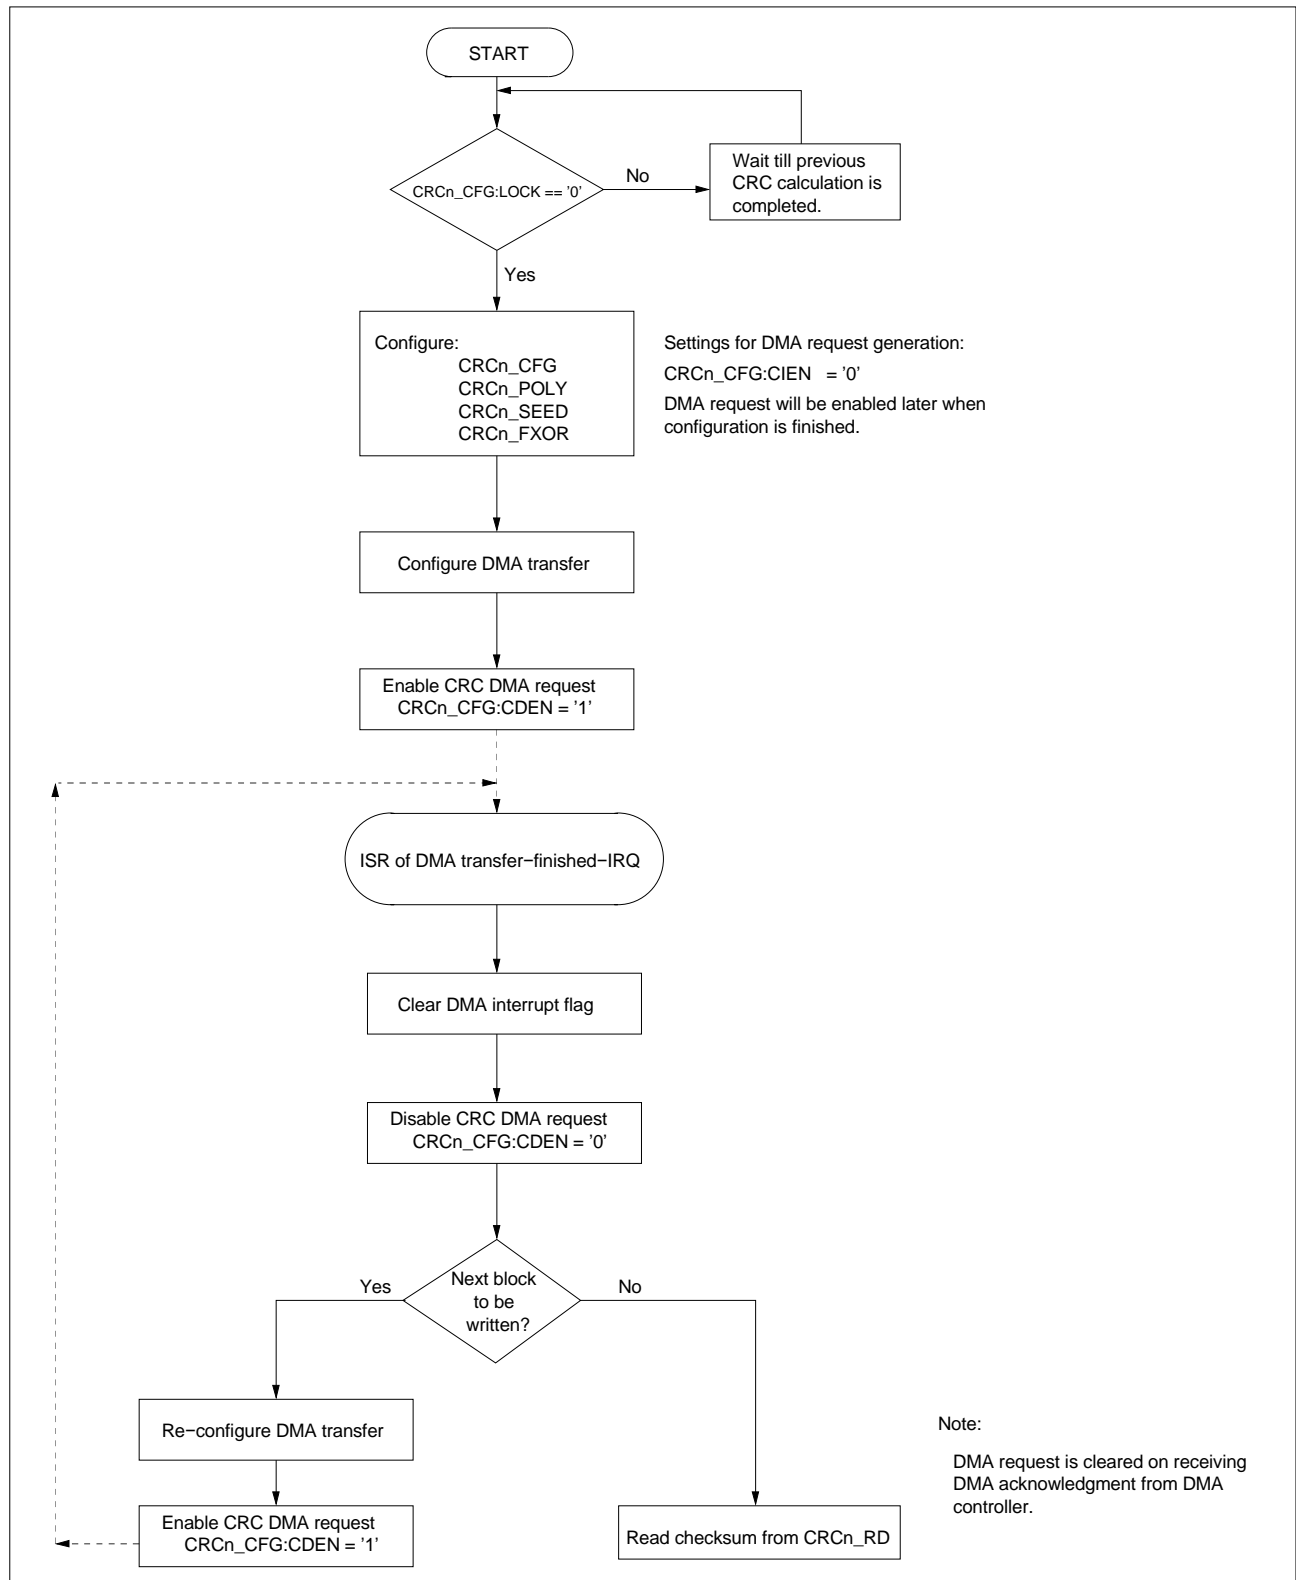 START
CRCn_CFG:LOCK == '0'
No
Wait till previous
CRC calculation is
completed.
Yes
Configure:
CRCn_CFG
CRCn_POLY
CRCn_SEED
CRCn_FXOR
Settings for DMA request generation:
CRCn_CFG:CIEN = '0'
DMA request will be enabled later when
configuration is finished.
Configure DMA transfer
Enable CRC DMA request
CRCn_CFG:CDEN = '1'
ISR of DMA transfer−finished−IRQ
Clear DMA interrupt flag
Disable CRC DMA request
CRCn_CFG:CDEN = '0'
Yes
Next block
to be
written?
No
Re−configure DMA transfer
Enable CRC DMA request
CRCn_CFG:CDEN = '1'
Read checksum from CRCn_RD
Note:
DMA request is cleared on receiving
DMA acknowledgment from DMA
controller.